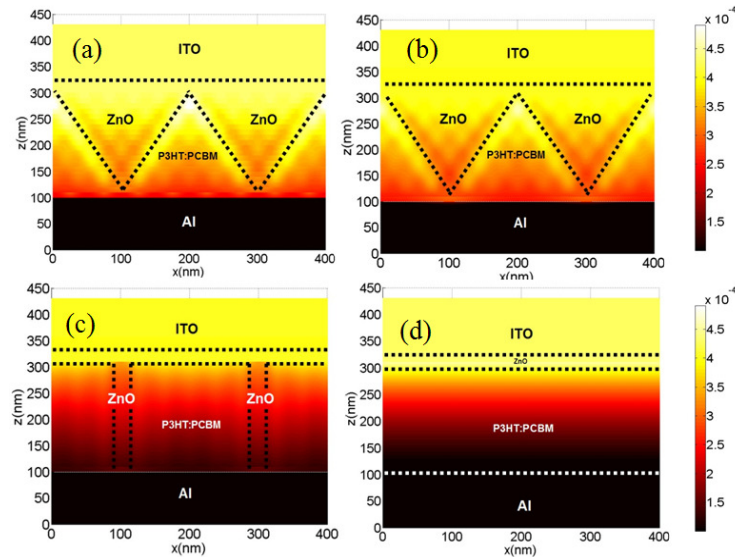 (a)
450
400
350
300
250
200
150
100
50
0
z(nm)
ITO
ZnO
ZnO
P3HT:PCBM
Al
0
100
200
300
400
x(nm)
(b)
450
400
350
300
250
200
150
100
50
0
z(nm)
ITO
ZnO
ZnO
P3HT:PCBM
Al
0
100
200
300
400
x(nm)
x 10⁻⁴
4.5
4
3.5
3
2.5
2
1.5
1
(c)
450
400
350
300
250
200
150
100
50
0
z(nm)
ITO
ZnO
ZnO
P3HT:PCBM
Al
0
100
200
300
400
x(nm)
(d)
450
400
350
300
250
200
150
100
50
0
z(nm)
ITO
ZnO
P3HT:PCBM
Al
0
100
200
300
400
x(nm)
x 10⁻⁴
4.5
4
3.5
3
2.5
2
1.5
1